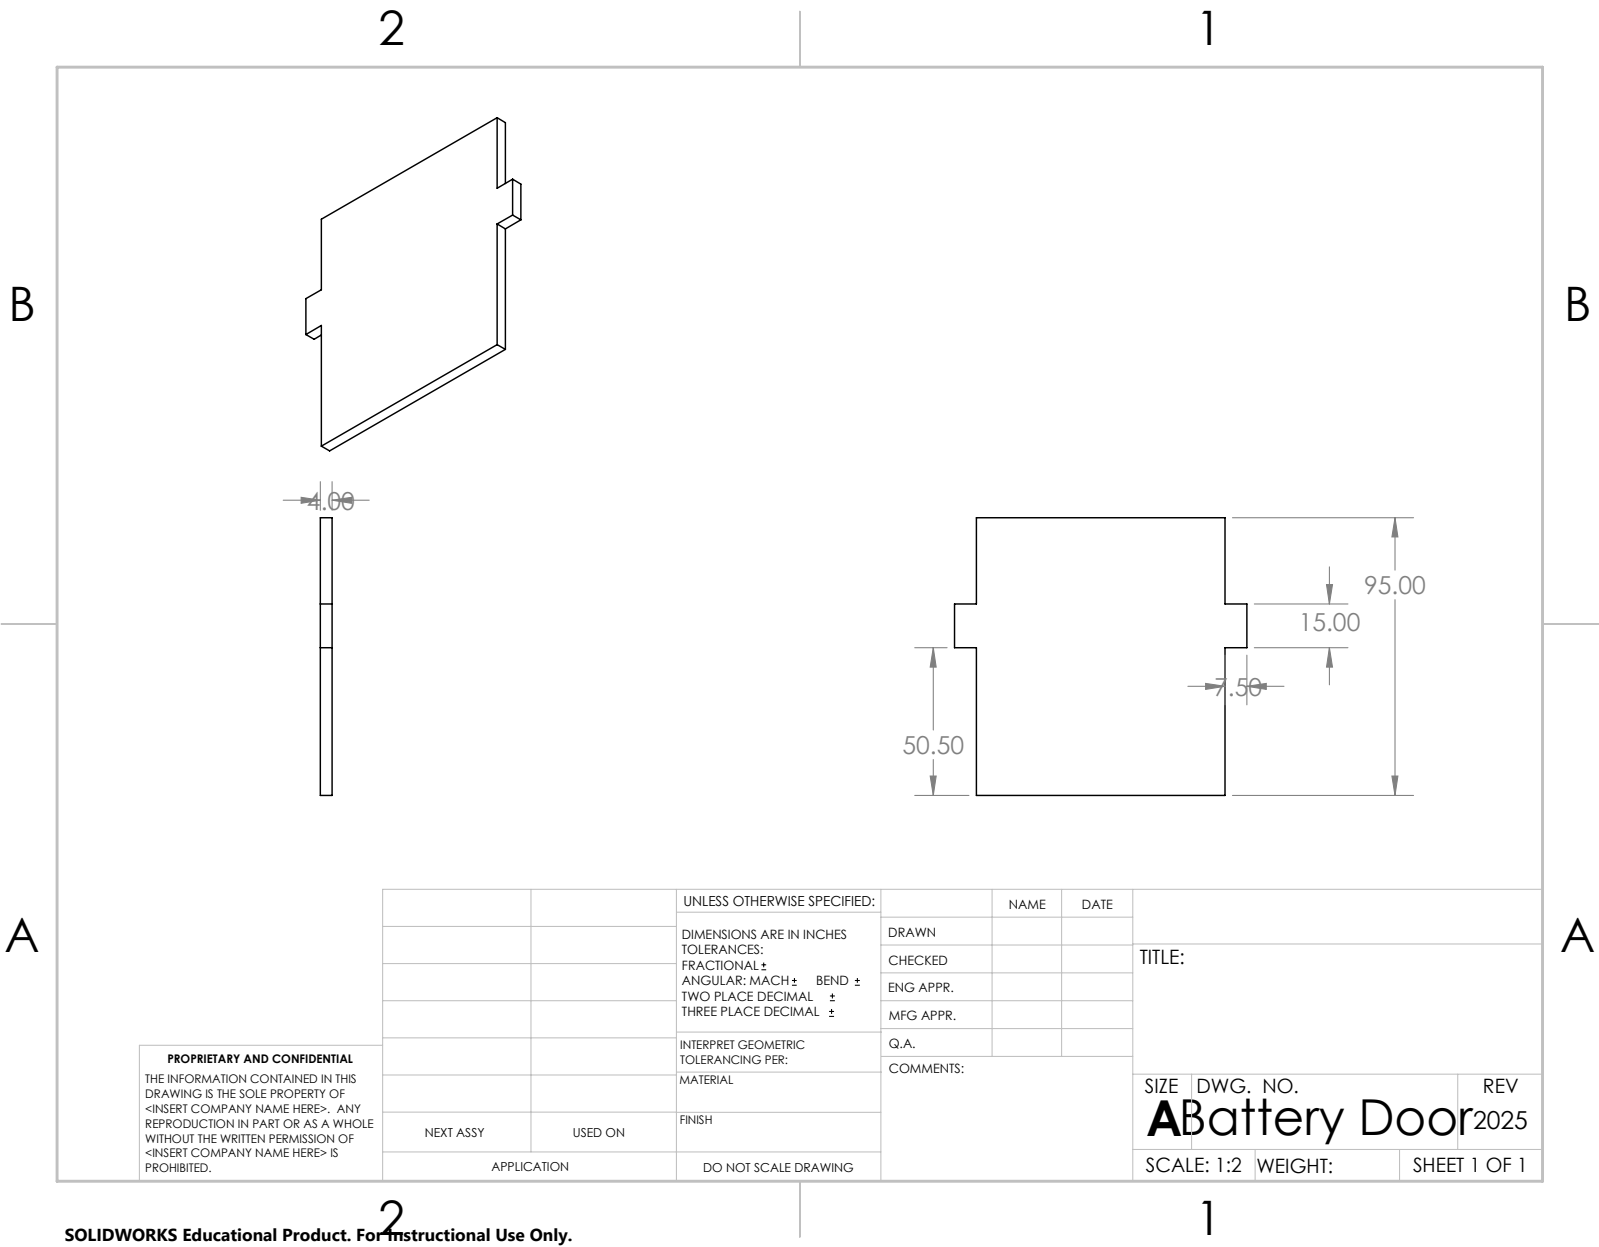 2 1
B B
4.00
95.00
15.00
7.50
50.50
A A
UNLESS OTHERWISE SPECIFIED:
DIMENSIONS ARE IN INCHES
TOLERANCES:
FRACTIONAL ±
ANGULAR: MACH ± BEND ±
TWO PLACE DECIMAL ±
THREE PLACE DECIMAL ±
INTERPRET GEOMETRIC
TOLERANCING PER:
MATERIAL
FINISH
DO NOT SCALE DRAWING
NAME DATE
DRAWN
CHECKED
ENG APPR.
MFG APPR.
Q.A.
COMMENTS:
TITLE:
SIZE DWG. NO. REV
A Battery Door 2025
SCALE: 1:2 WEIGHT: SHEET 1 OF 1
PROPRIETARY AND CONFIDENTIAL
THE INFORMATION CONTAINED IN THIS
DRAWING IS THE SOLE PROPERTY OF
<INSERT COMPANY NAME HERE>. ANY
REPRODUCTION IN PART OR AS A WHOLE
WITHOUT THE WRITTEN PERMISSION OF
<INSERT COMPANY NAME HERE> IS
PROHIBITED.
NEXT ASSY USED ON
APPLICATION
2 1
SOLIDWORKS Educational Product. For Instructional Use Only.